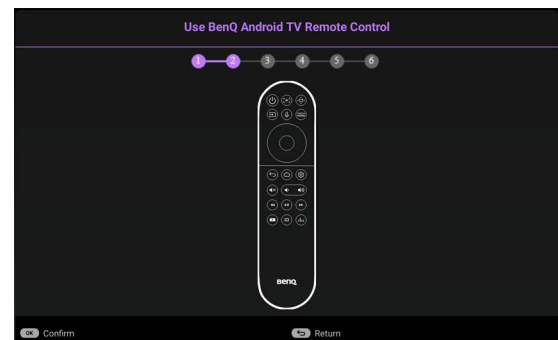 Use BenQ Android TV Remote Control
1 2 3 4 5 6
BenQ
OK Confirm
Return